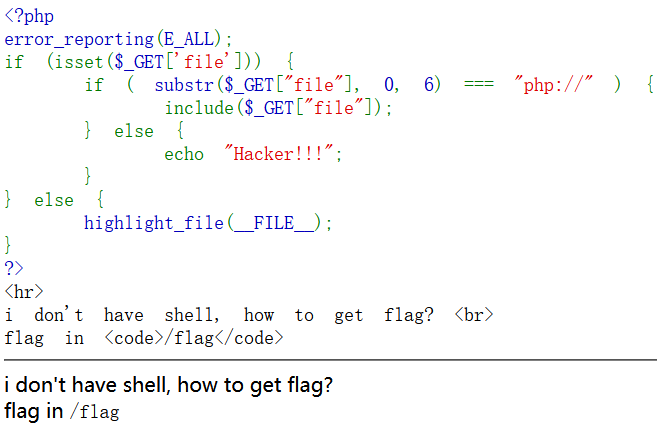 <?php
error_reporting(E_ALL);
if (isset($_GET['file'])) {
        if ( substr($_GET["file"], 0, 6) === "php://" ) {
                include($_GET["file"]);
        } else {
                echo "Hacker!!!";
        }
} else {
        highlight_file(__FILE__);
}
?>
<hr>
i don't have shell, how to get flag? <br>
flag in <code>/flag</code>
i don't have shell, how to get flag?
flag in /flag